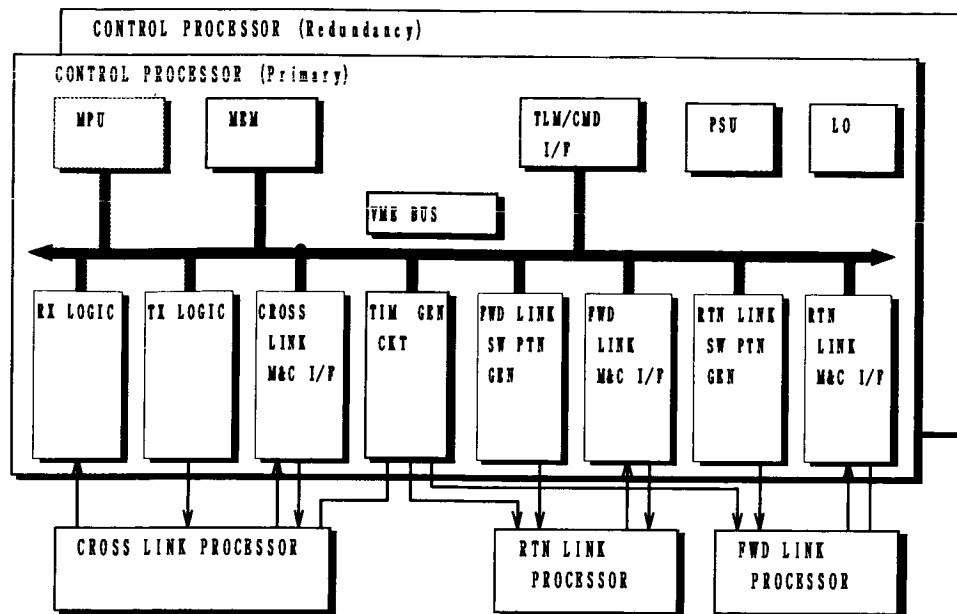 CONTROL PROCESSOR (Redundancy)
CONTROL PROCESSOR (Primary)
MPU
MEM
TLM/CMD
I/F
PSU
LO
VME BUS
RX LOGIC
TX LOGIC
CROSS
LINK
M&C I/F
TIM GEN
CKT
FWD LINK
SW PTN
GEN
FWD
LINK
M&C I/F
RTN LINK
SW PTN
GEN
RTN
LINK
M&C I/F
CROSS LINK PROCESSOR
RTN LINK
PROCESSOR
FWD LINK
PROCESSOR